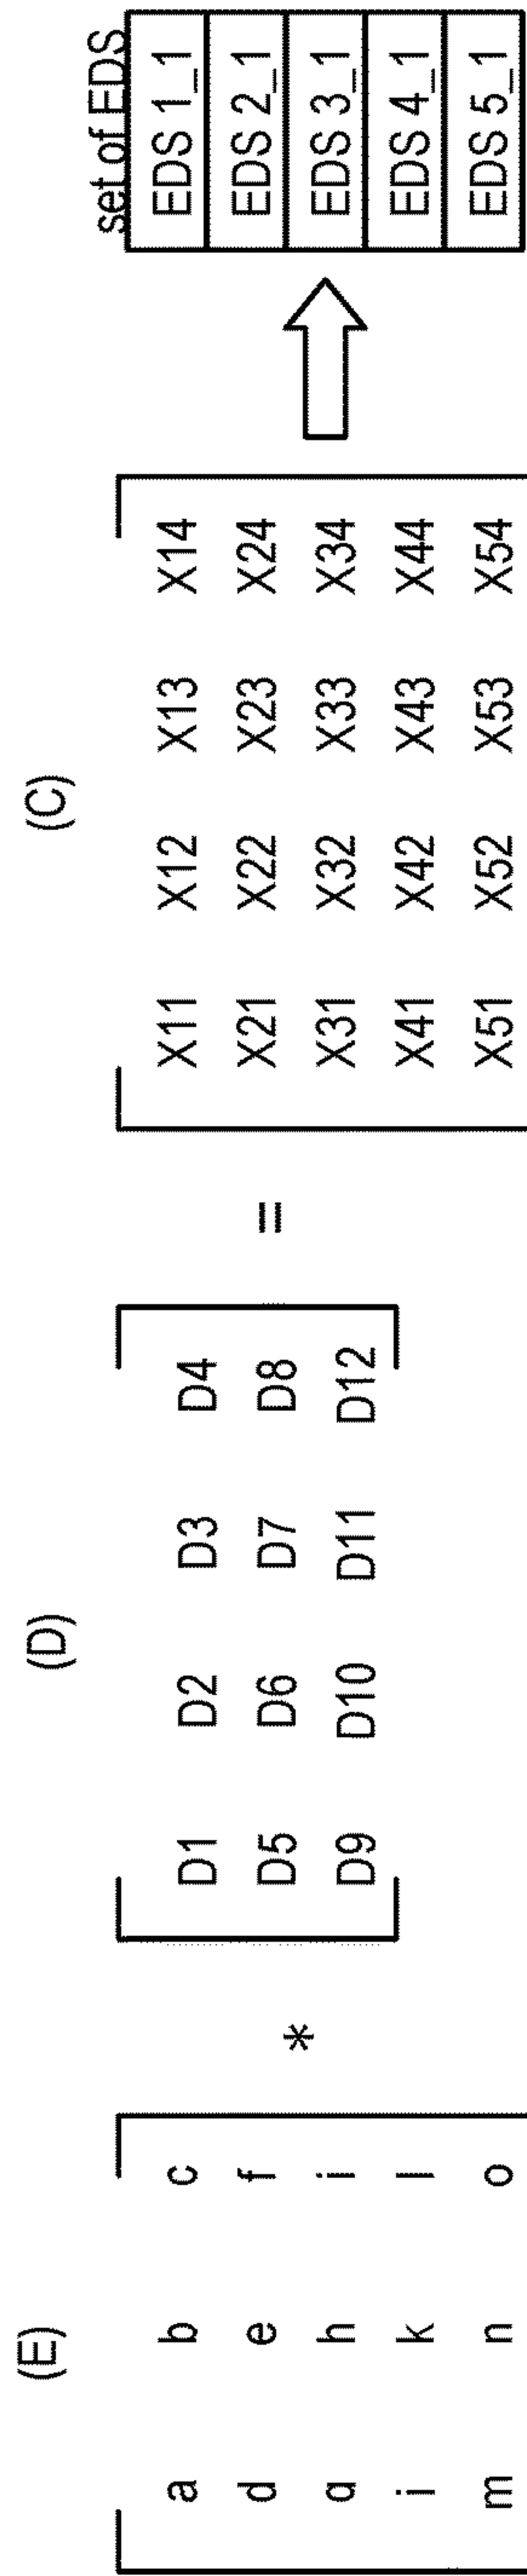 (E) (D) (C) set of EDS
a b c D1 D2 D3 D4 X11 X12 X13 X14 EDS 1_1
d e f * D5 D6 D7 D8 = X21 X22 X23 X24 EDS 2_1
g h i D9 D10 D11 D12 X31 X32 X33 X34 EDS 3_1
j k l X41 X42 X43 X44 EDS 4_1
m n o X51 X52 X53 X54 EDS 5_1